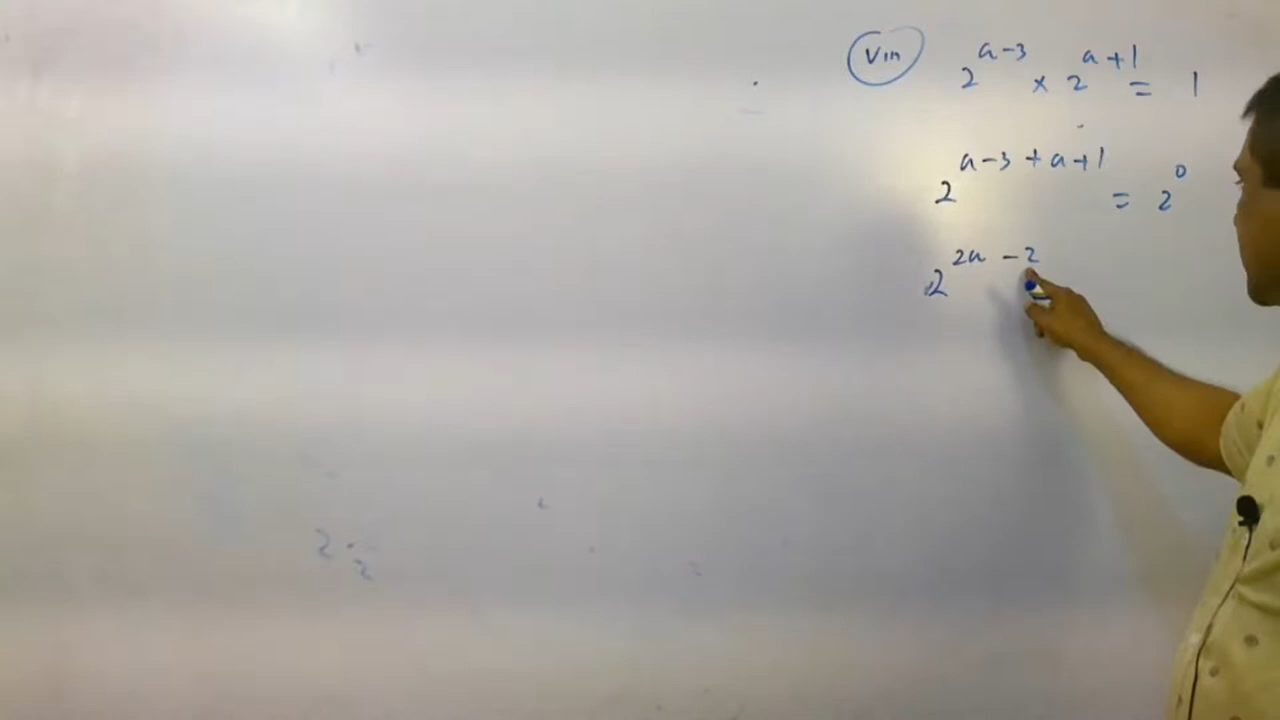 viii 2^{a-3} × 2^{a+1} = 1
2^{a-3+a+1} = 2^0
2^{2a-2}